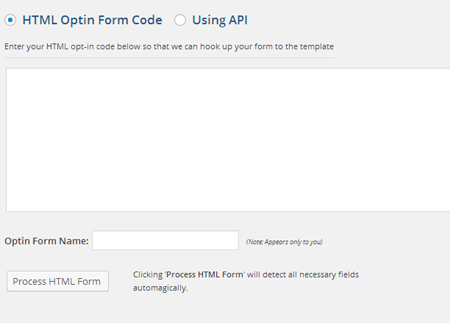 HTML Optin Form Code Using API
Enter your HTML opt-in code below so that we can hook up your form to the template
Optin Form Name: (Note: Appears only to you)
Process HTML Form
Clicking 'Process HTML Form' will detect all necessary fields
automagically.